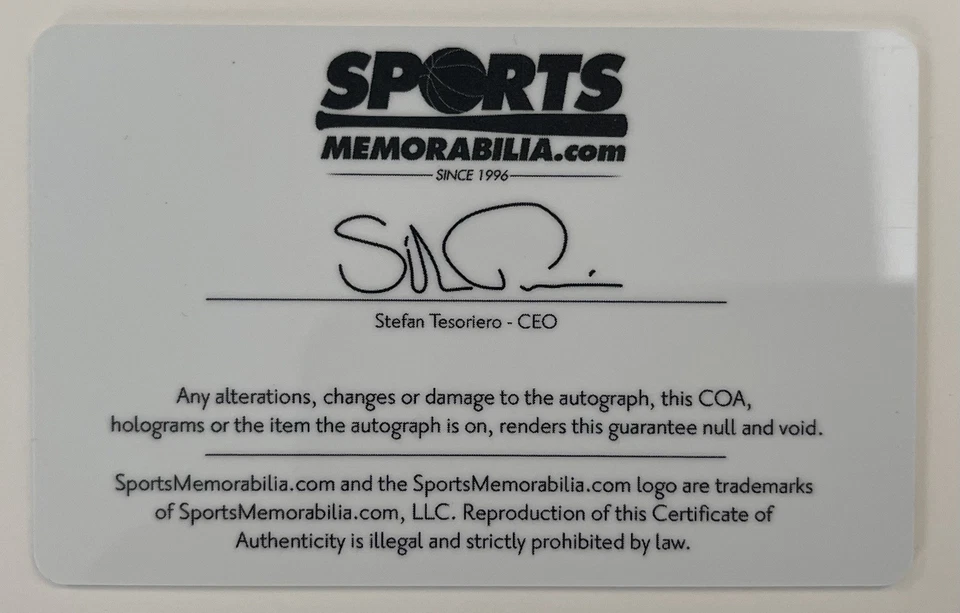 SPORTS
MEMORABILIA.com
SINCE 1996
Stefan Tesoriero - CEO
Any alterations, changes or damage to the autograph, this COA,
holograms or the item the autograph is on, renders this guarantee null and void.
SportsMemorabilia.com and the SportsMemorabilia.com logo are trademarks
of SportsMemorabilia.com, LLC. Reproduction of this Certificate of
Authenticity is illegal and strictly prohibited by law.